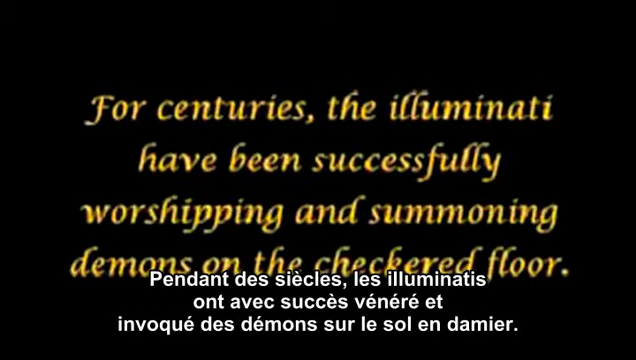 For centuries, the illuminati
have been successfully
worshipping and summoning
demons on the checkered floor.
Pendant des siècles, les illuminatis
ont avec succès vénéré et
invoqué des démons sur le sol en damier.